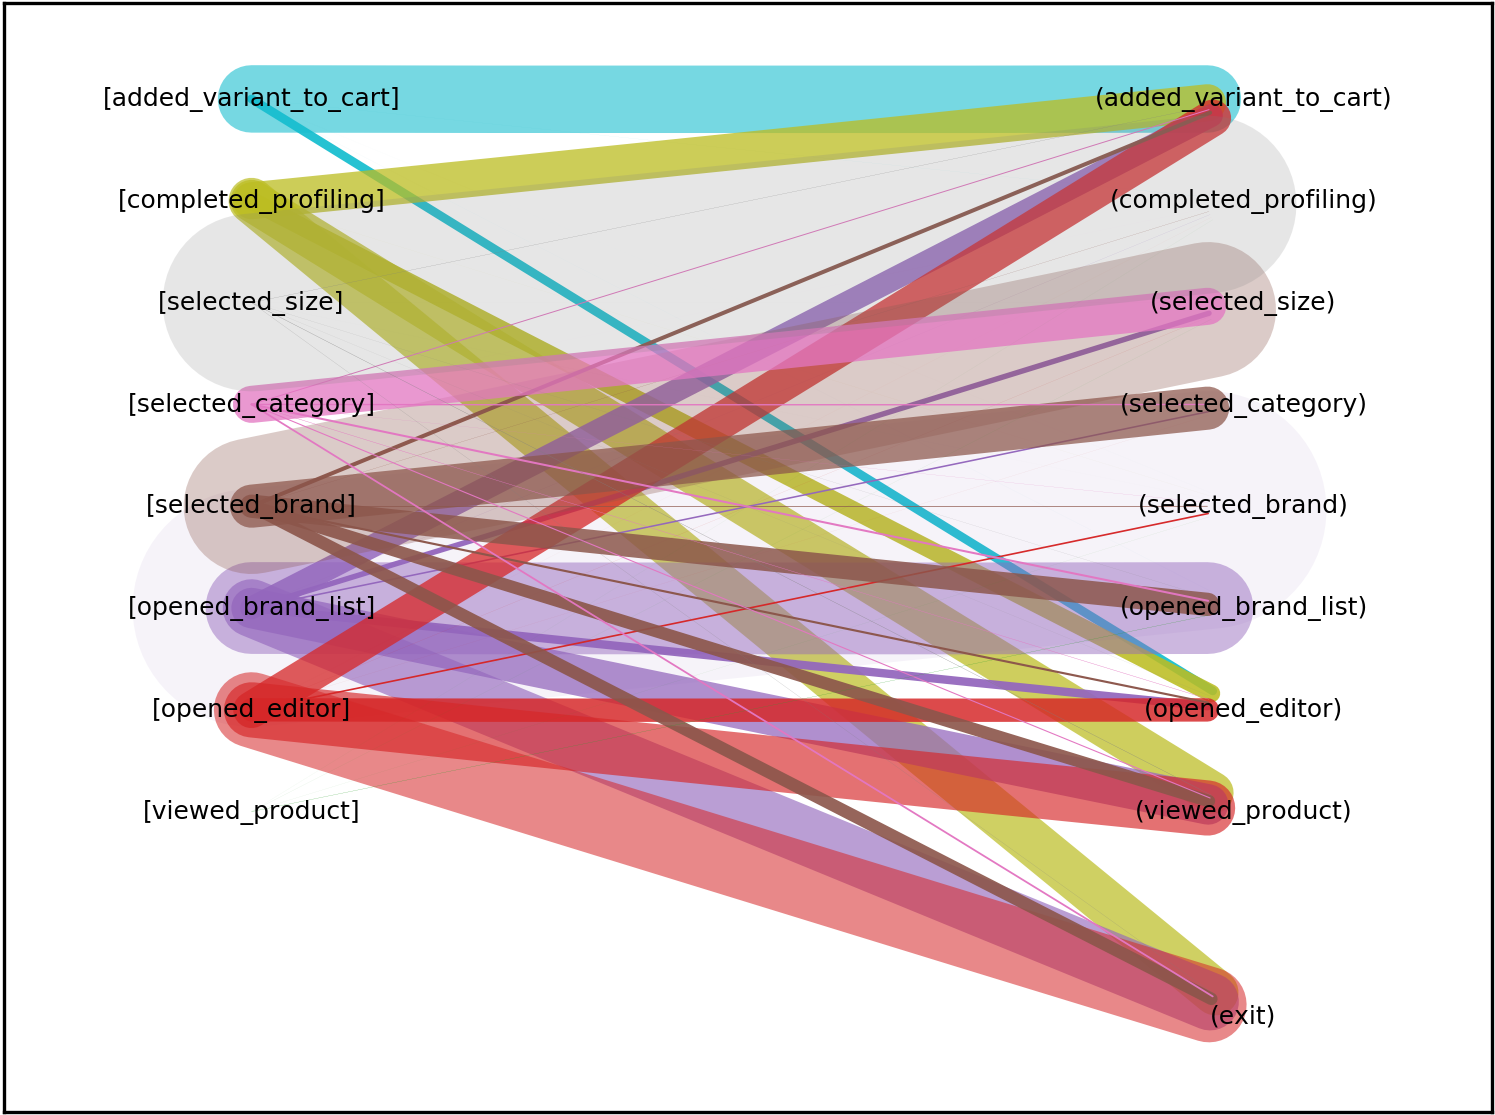 [added_variant_to_cart] (added_variant_to_cart)
[completed_profiling] (completed_profiling)
[selected_size] (selected_size)
[selected_category] (selected_category)
[selected_brand] (selected_brand)
[opened_brand_list] (opened_brand_list)
[opened_editor] (opened_editor)
[viewed_product] (viewed_product)
(exit)